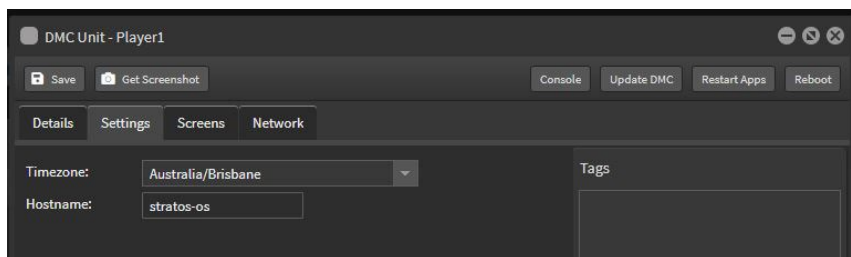 DMC Unit - Player1
Save Get Screenshot Console Update DMC Restart Apps Reboot
Details Settings Screens Network
Timezone: Australia/Brisbane Tags
Hostname: stratos-os